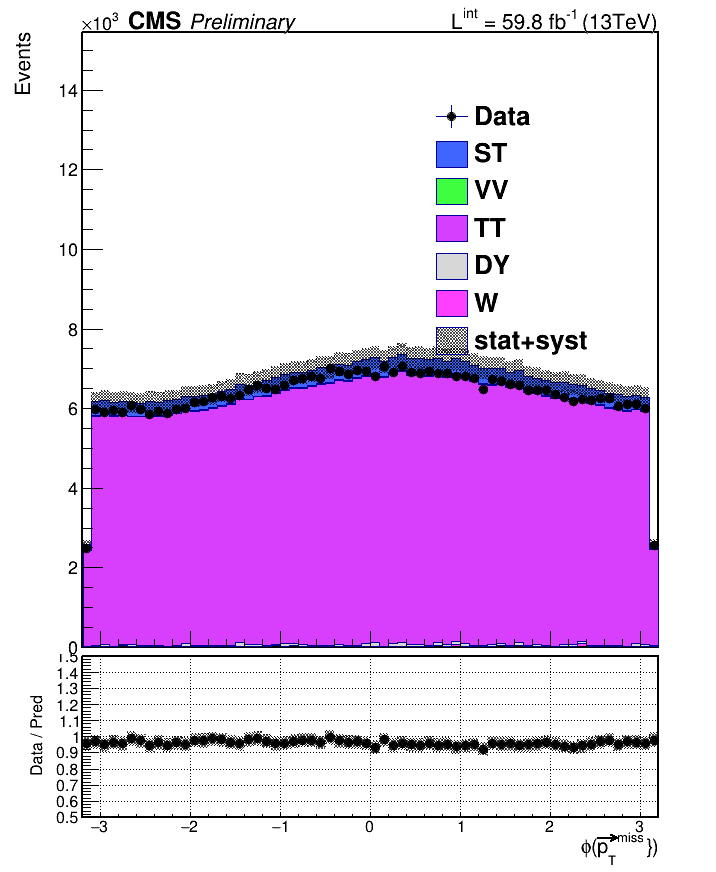 ×10³ CMS Preliminary L^int = 59.8 fb⁻¹ (13TeV)
Events
14
12
10
8
6
4
2
0
Data
ST
VV
TT
DY
W
stat+syst
Data / Pred
1.5
1.4
1.3
1.2
1.1
1
0.9
0.8
0.7
0.6
0.5
−3 −2 −1 0 1 2 3
ϕ(p⃗_T^miss })